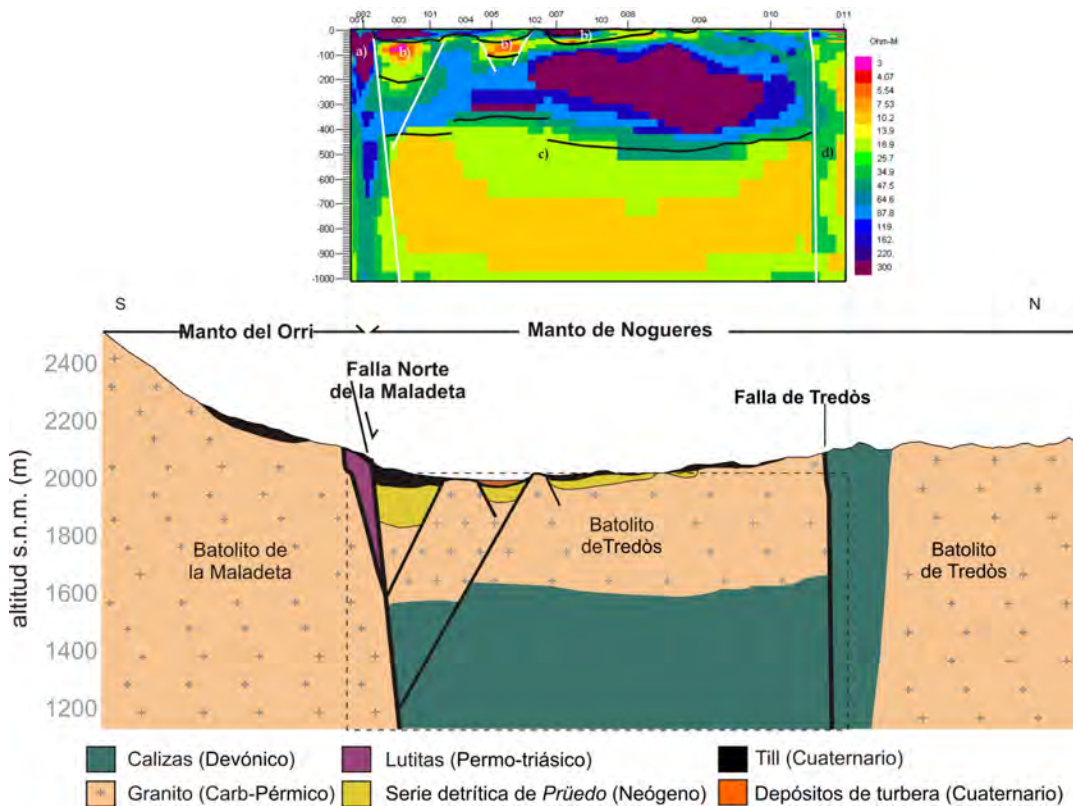 002
001 003 101 004 005 102 007 103 008 009 010 011
0
-100
-200
-300
-400
-500
-600
-700
-800
-900
-1000
a) b) b) b)
c) d)
Ohm-M
3
4.07
5.54
7.53
10.2
13.9
18.9
25.7
34.9
47.5
64.6
87.8
119.
162.
220.
300
S N
Manto del Orri Manto de Nogueres
Falla Norte
de la Maladeta
Falla de Tredòs
altitud s.n.m. (m)
2400
2200
2000
1800
1600
1400
1200
Batolito de
la Maladeta
Batolito
deTredòs
Batolito
de Tredòs
Calizas (Devónico) Lutitas (Permo-triásico) Till (Cuaternario)
Granito (Carb-Pérmico) Serie detrítica de Prüedo (Neógeno) Depósitos de turbera (Cuaternario)